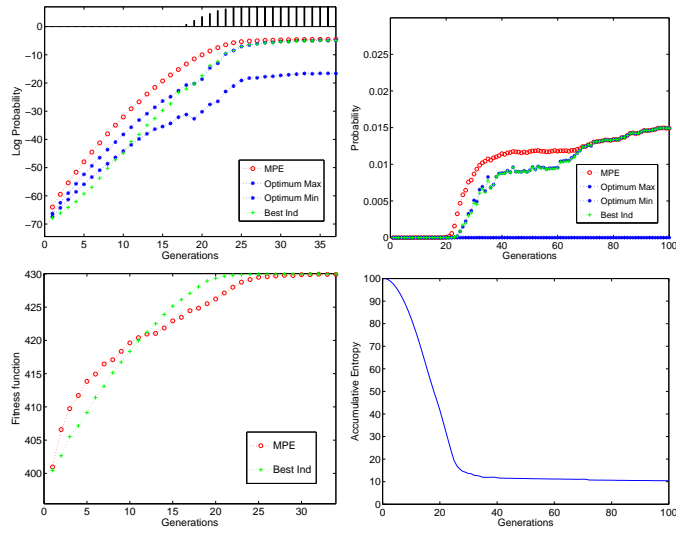 10
0
−10
−20
−30
−40
−50
−60
−70
Log Probability
0 5 10 15 20 25 30 35
Generations
MPE
Optimum Max
Optimum Min
Best Ind
0.025
0.02
0.015
0.01
0.005
0
Probability
0 20 40 60 80 100
Generations
MPE
Optimum Max
Optimum Min
Best Ind
430
425
420
415
410
405
400
Fitness function
0 5 10 15 20 25 30
Generations
MPE
Best Ind
100
90
80
70
60
50
40
30
20
10
0
Accumulative Entropy
0 20 40 60 80 100
Generations